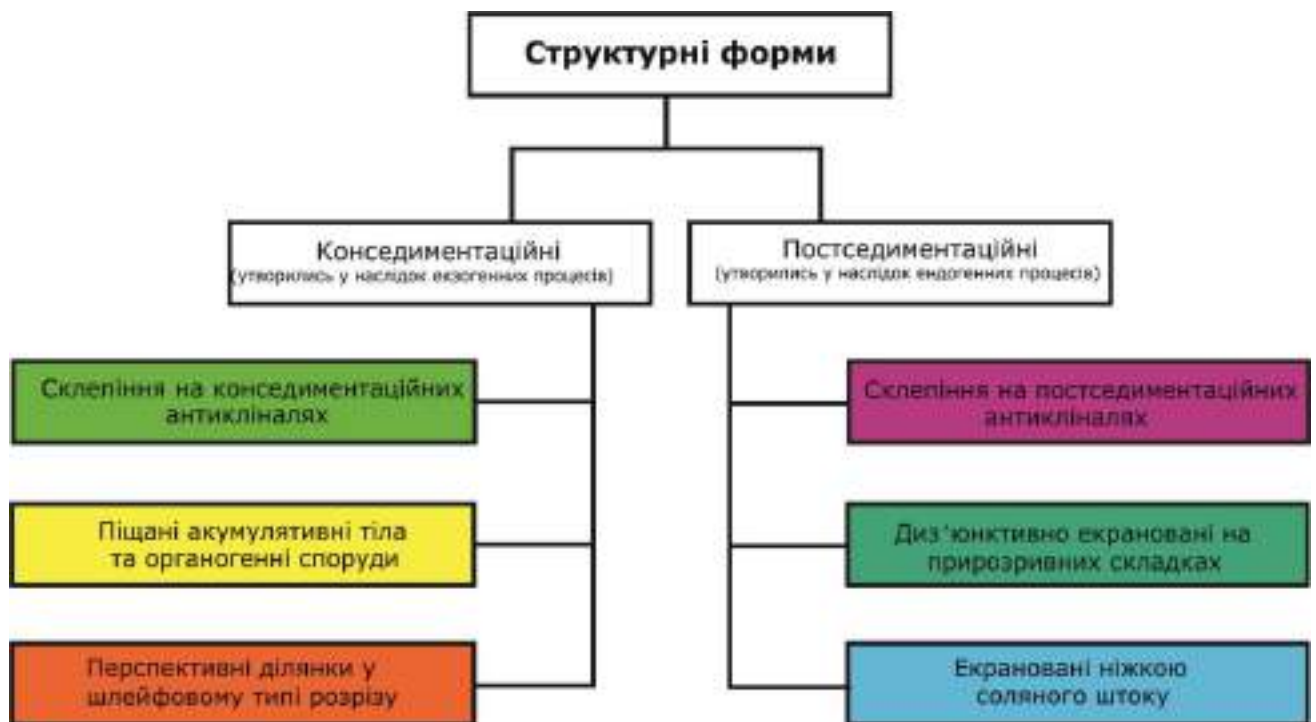 Структурні форми
Конседиментаційні
(утворились у наслідок екзогенних процесів)
Постседиментаційні
(утворились у наслідок ендогенних процесів)
Склепіння на конседиментаційних
антикліналях
Склепіння на постседиментаційних
антикліналях
Піщані акумулятивні тіла
та органогенні споруди
Диз'юнктивно екрановані на
прирозривних складках
Перспективні ділянки у
шлейфовому типі розрізу
Екрановані ніжкою
соляного штоку